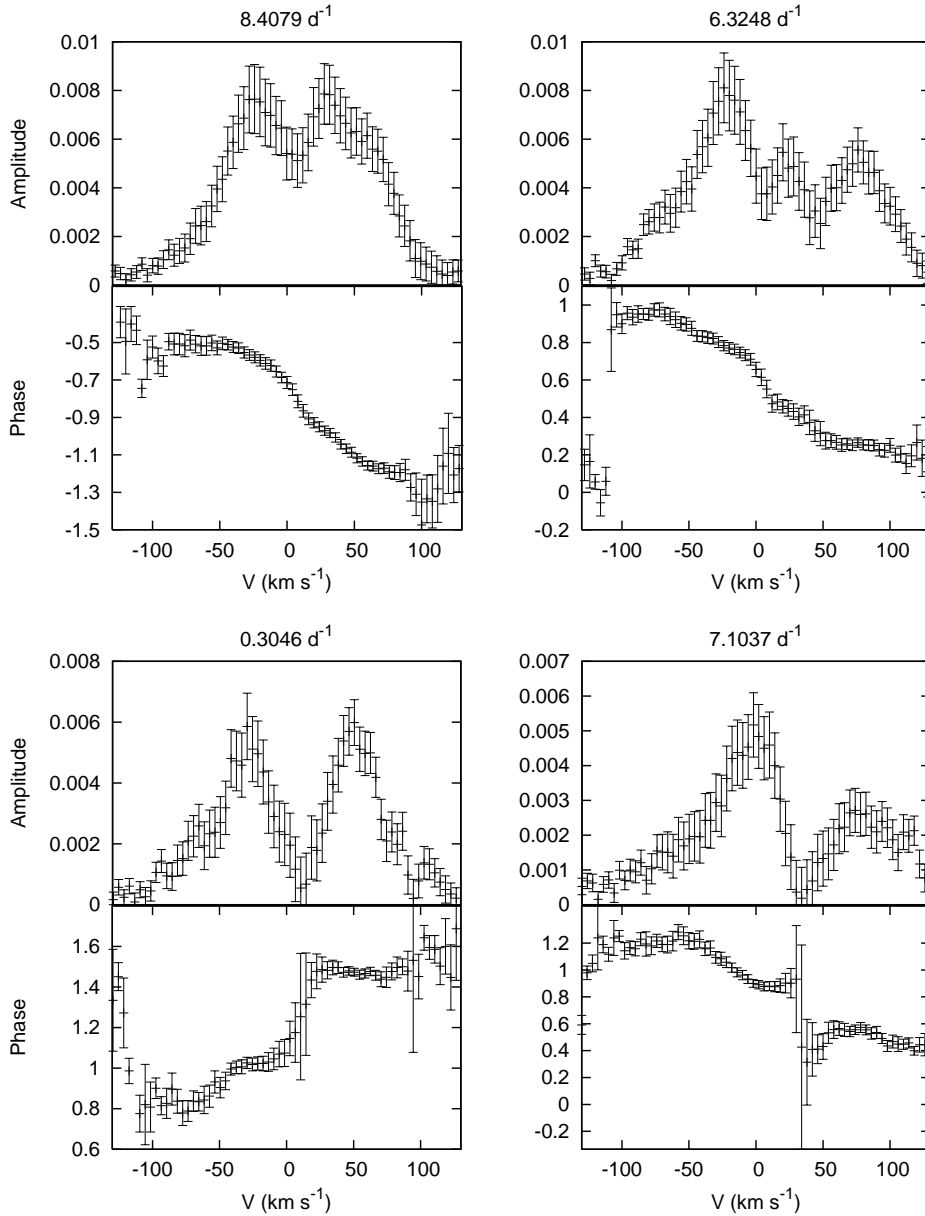 8.4079 d⁻¹
0.01
0.008
0.006
0.004
0.002
0
Amplitude
-0.5
-0.7
-0.9
-1.1
-1.3
-1.5
Phase
-100 -50 0 50 100
V (km s⁻¹)
6.3248 d⁻¹
0.01
0.008
0.006
0.004
0.002
0
Amplitude
1
0.8
0.6
0.4
0.2
0
-0.2
Phase
-100 -50 0 50 100
V (km s⁻¹)
0.3046 d⁻¹
0.008
0.006
0.004
0.002
0
Amplitude
1.6
1.4
1.2
1
0.8
0.6
Phase
-100 -50 0 50 100
V (km s⁻¹)
7.1037 d⁻¹
0.007
0.006
0.005
0.004
0.003
0.002
0.001
0
Amplitude
1.2
1
0.8
0.6
0.4
0.2
0
-0.2
Phase
-100 -50 0 50 100
V (km s⁻¹)